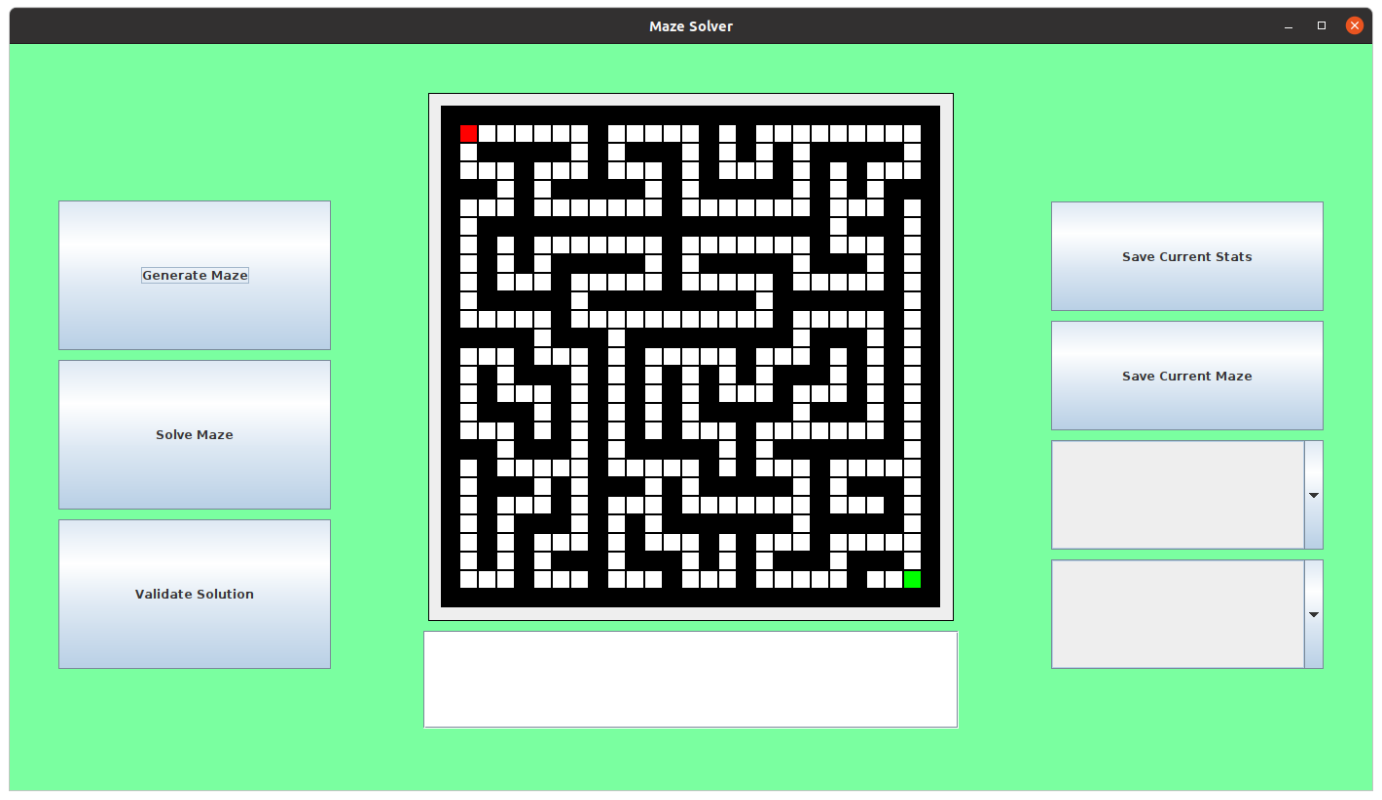 Maze Solver
Generate Maze
Solve Maze
Validate Solution
Save Current Stats
Save Current Maze